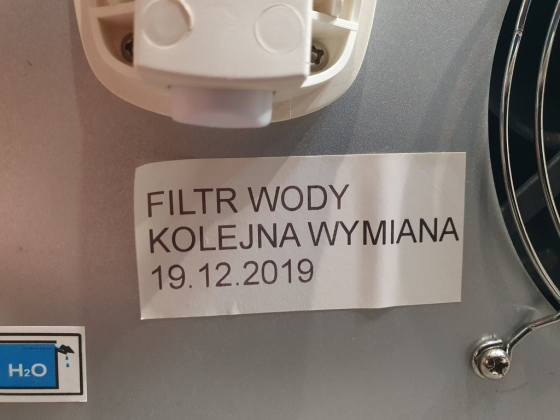 FILTR WODY
KOLEJNA WYMIANA
19.12.2019
H₂O